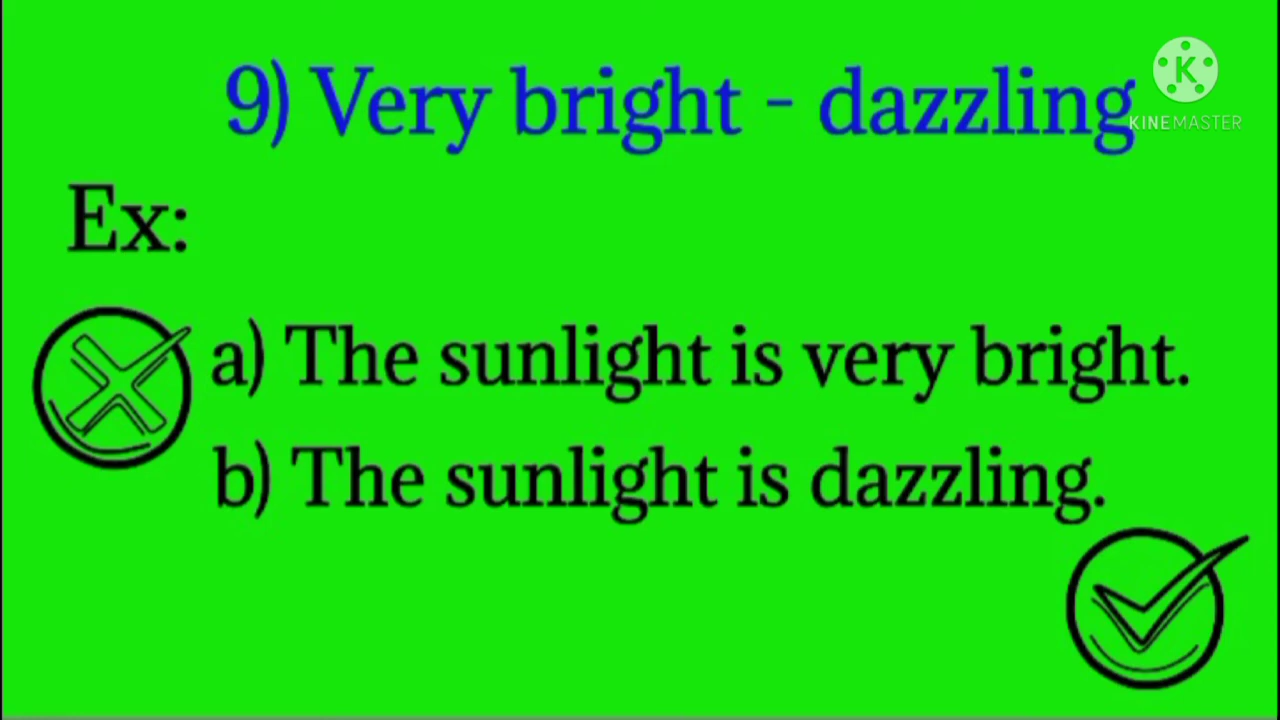 9) Very bright - dazzling
K
KINEMASTER
Ex:
a) The sunlight is very bright.
b) The sunlight is dazzling.